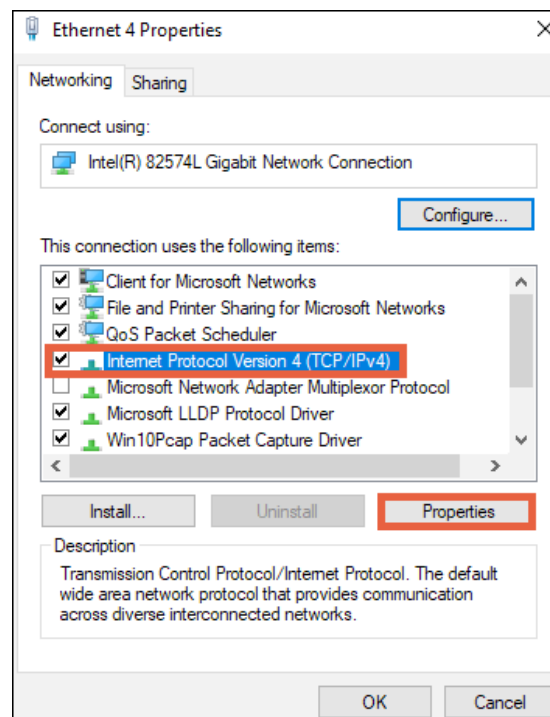 Ethernet 4 Properties
Networking
Sharing
Connect using:
Intel(R) 82574L Gigabit Network Connection
Configure...
This connection uses the following items:
Client for Microsoft Networks
File and Printer Sharing for Microsoft Networks
QoS Packet Scheduler
Internet Protocol Version 4 (TCP/IPv4)
Microsoft Network Adapter Multiplexor Protocol
Microsoft LLDP Protocol Driver
Win10Pcap Packet Capture Driver
Install...
Uninstall
Properties
Description
Transmission Control Protocol/Internet Protocol. The default
wide area network protocol that provides communication
across diverse interconnected networks.
OK
Cancel